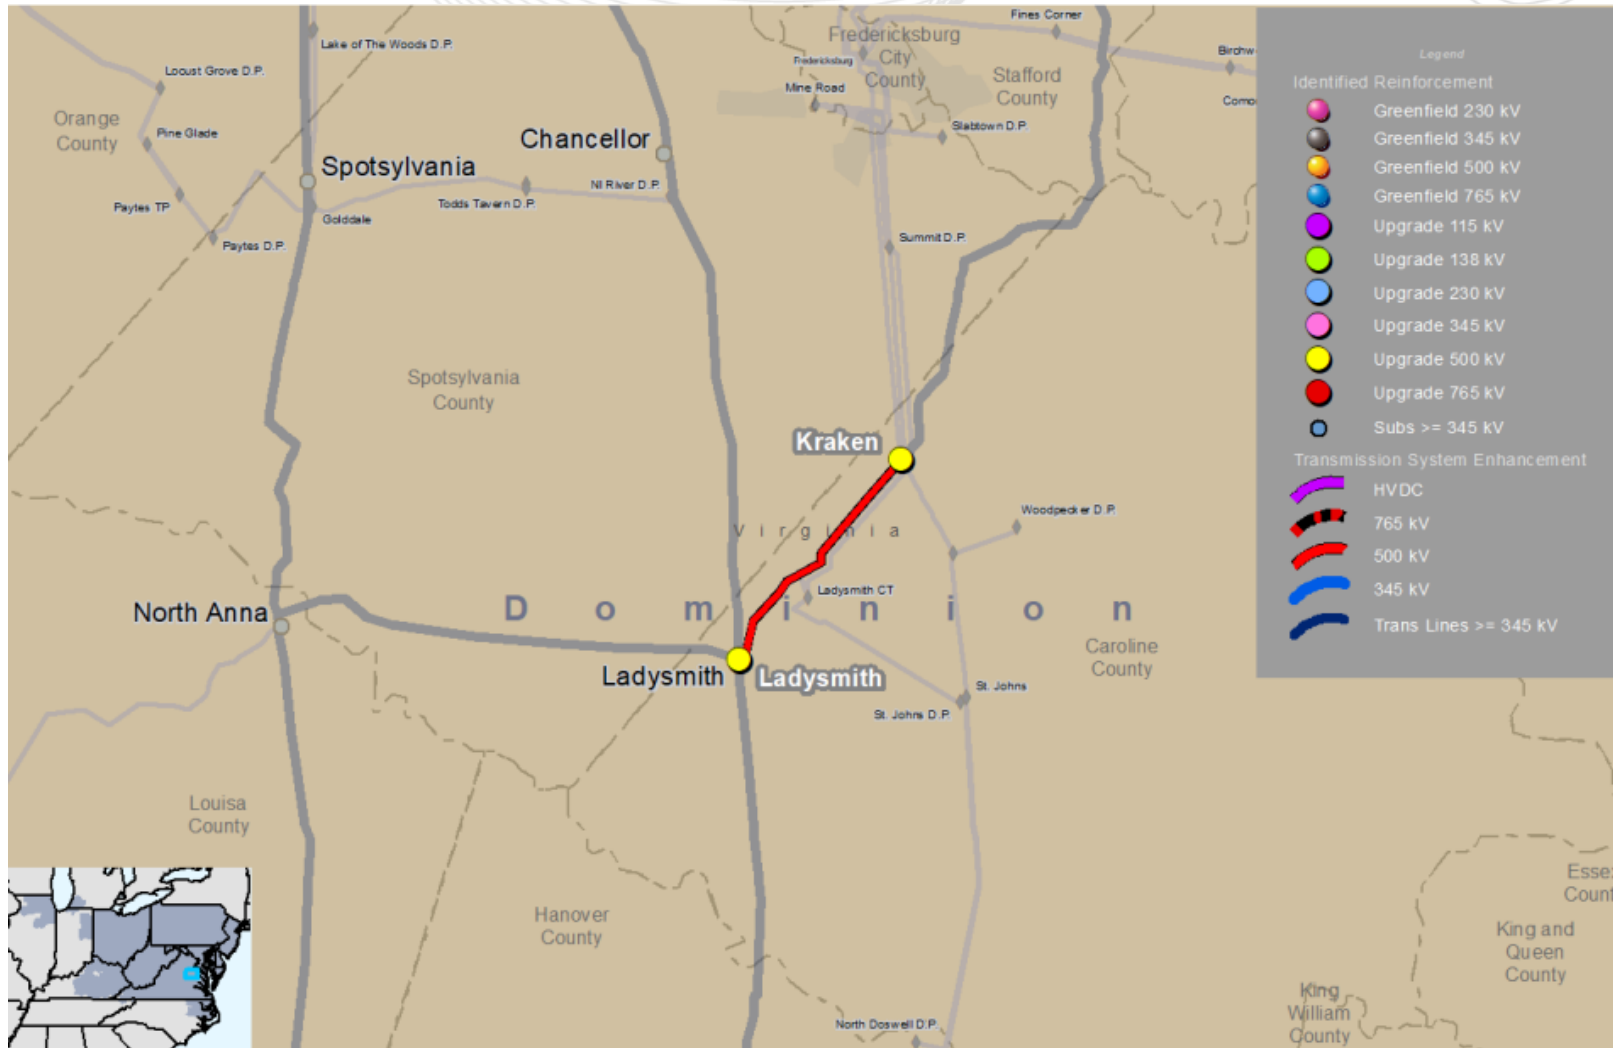 Lake of The Woods D.P.
Locust Grove D.P.
Orange
County
Pine Glade
Spotsylvania
Paytes TP
Golddale
Paytes D.P.
Chancellor
NI River D.P.
Todds Tavern D.P.
Fines Corner
Fredericksburg
City
County
Fredericksburg
Mine Road
Stafford
County
Slabtown D.P.
Summit D.P.
Spotsylvania
County
Kraken
Woodpecker D.P.
Virginia
Ladysmith CT
Dominion
North Anna
Ladysmith
Ladysmith
Caroline
County
St. Johns
St. Johns D.P.
Louisa
County
Hanover
County
North Doswell D.P.
King and
Queen
County
King
William
County
Legend
Identified Reinforcement
Greenfield 230 kV
Greenfield 345 kV
Greenfield 500 kV
Greenfield 765 kV
Upgrade 115 kV
Upgrade 138 kV
Upgrade 230 kV
Upgrade 345 kV
Upgrade 500 kV
Upgrade 765 kV
Subs >= 345 kV
Transmission System Enhancement
HVDC
765 kV
500 kV
345 kV
Trans Lines >= 345 kV